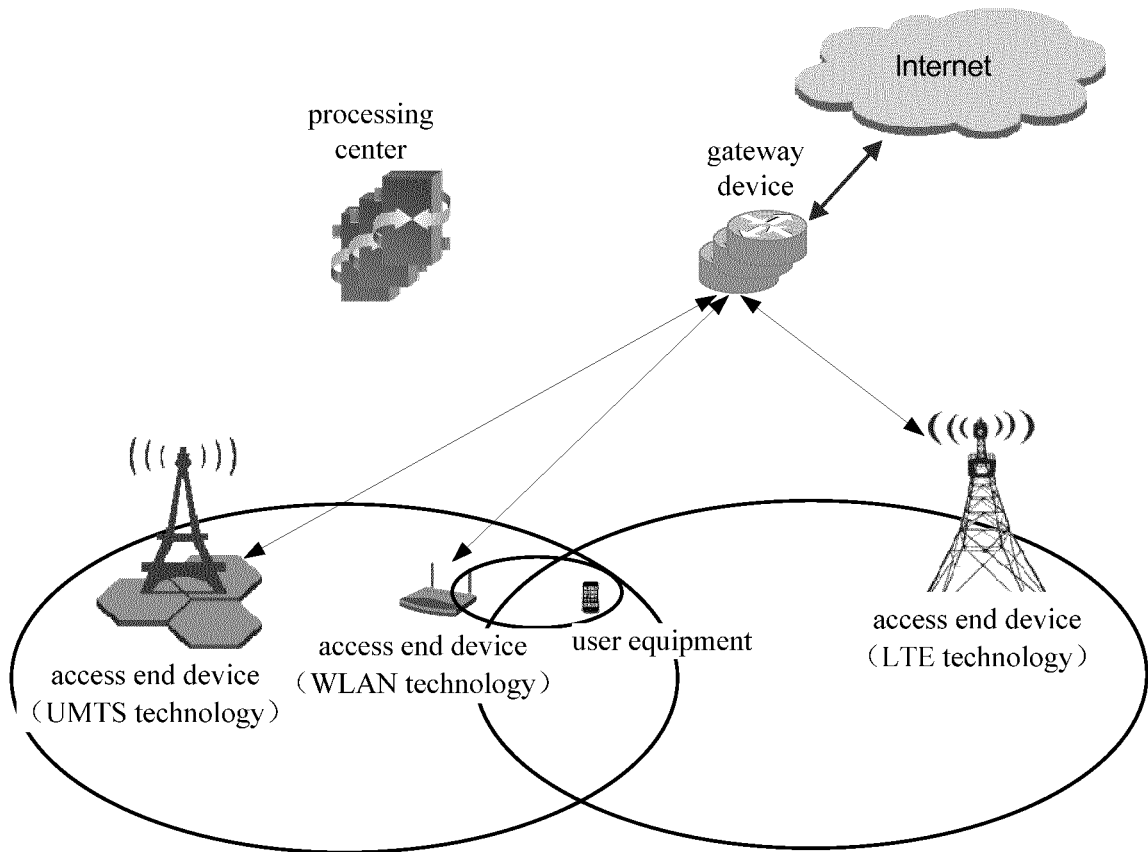 Internet
processing
center
gateway
device
access end device
（UMTS technology）
access end device
（WLAN technology）
user equipment
access end device
（LTE technology）